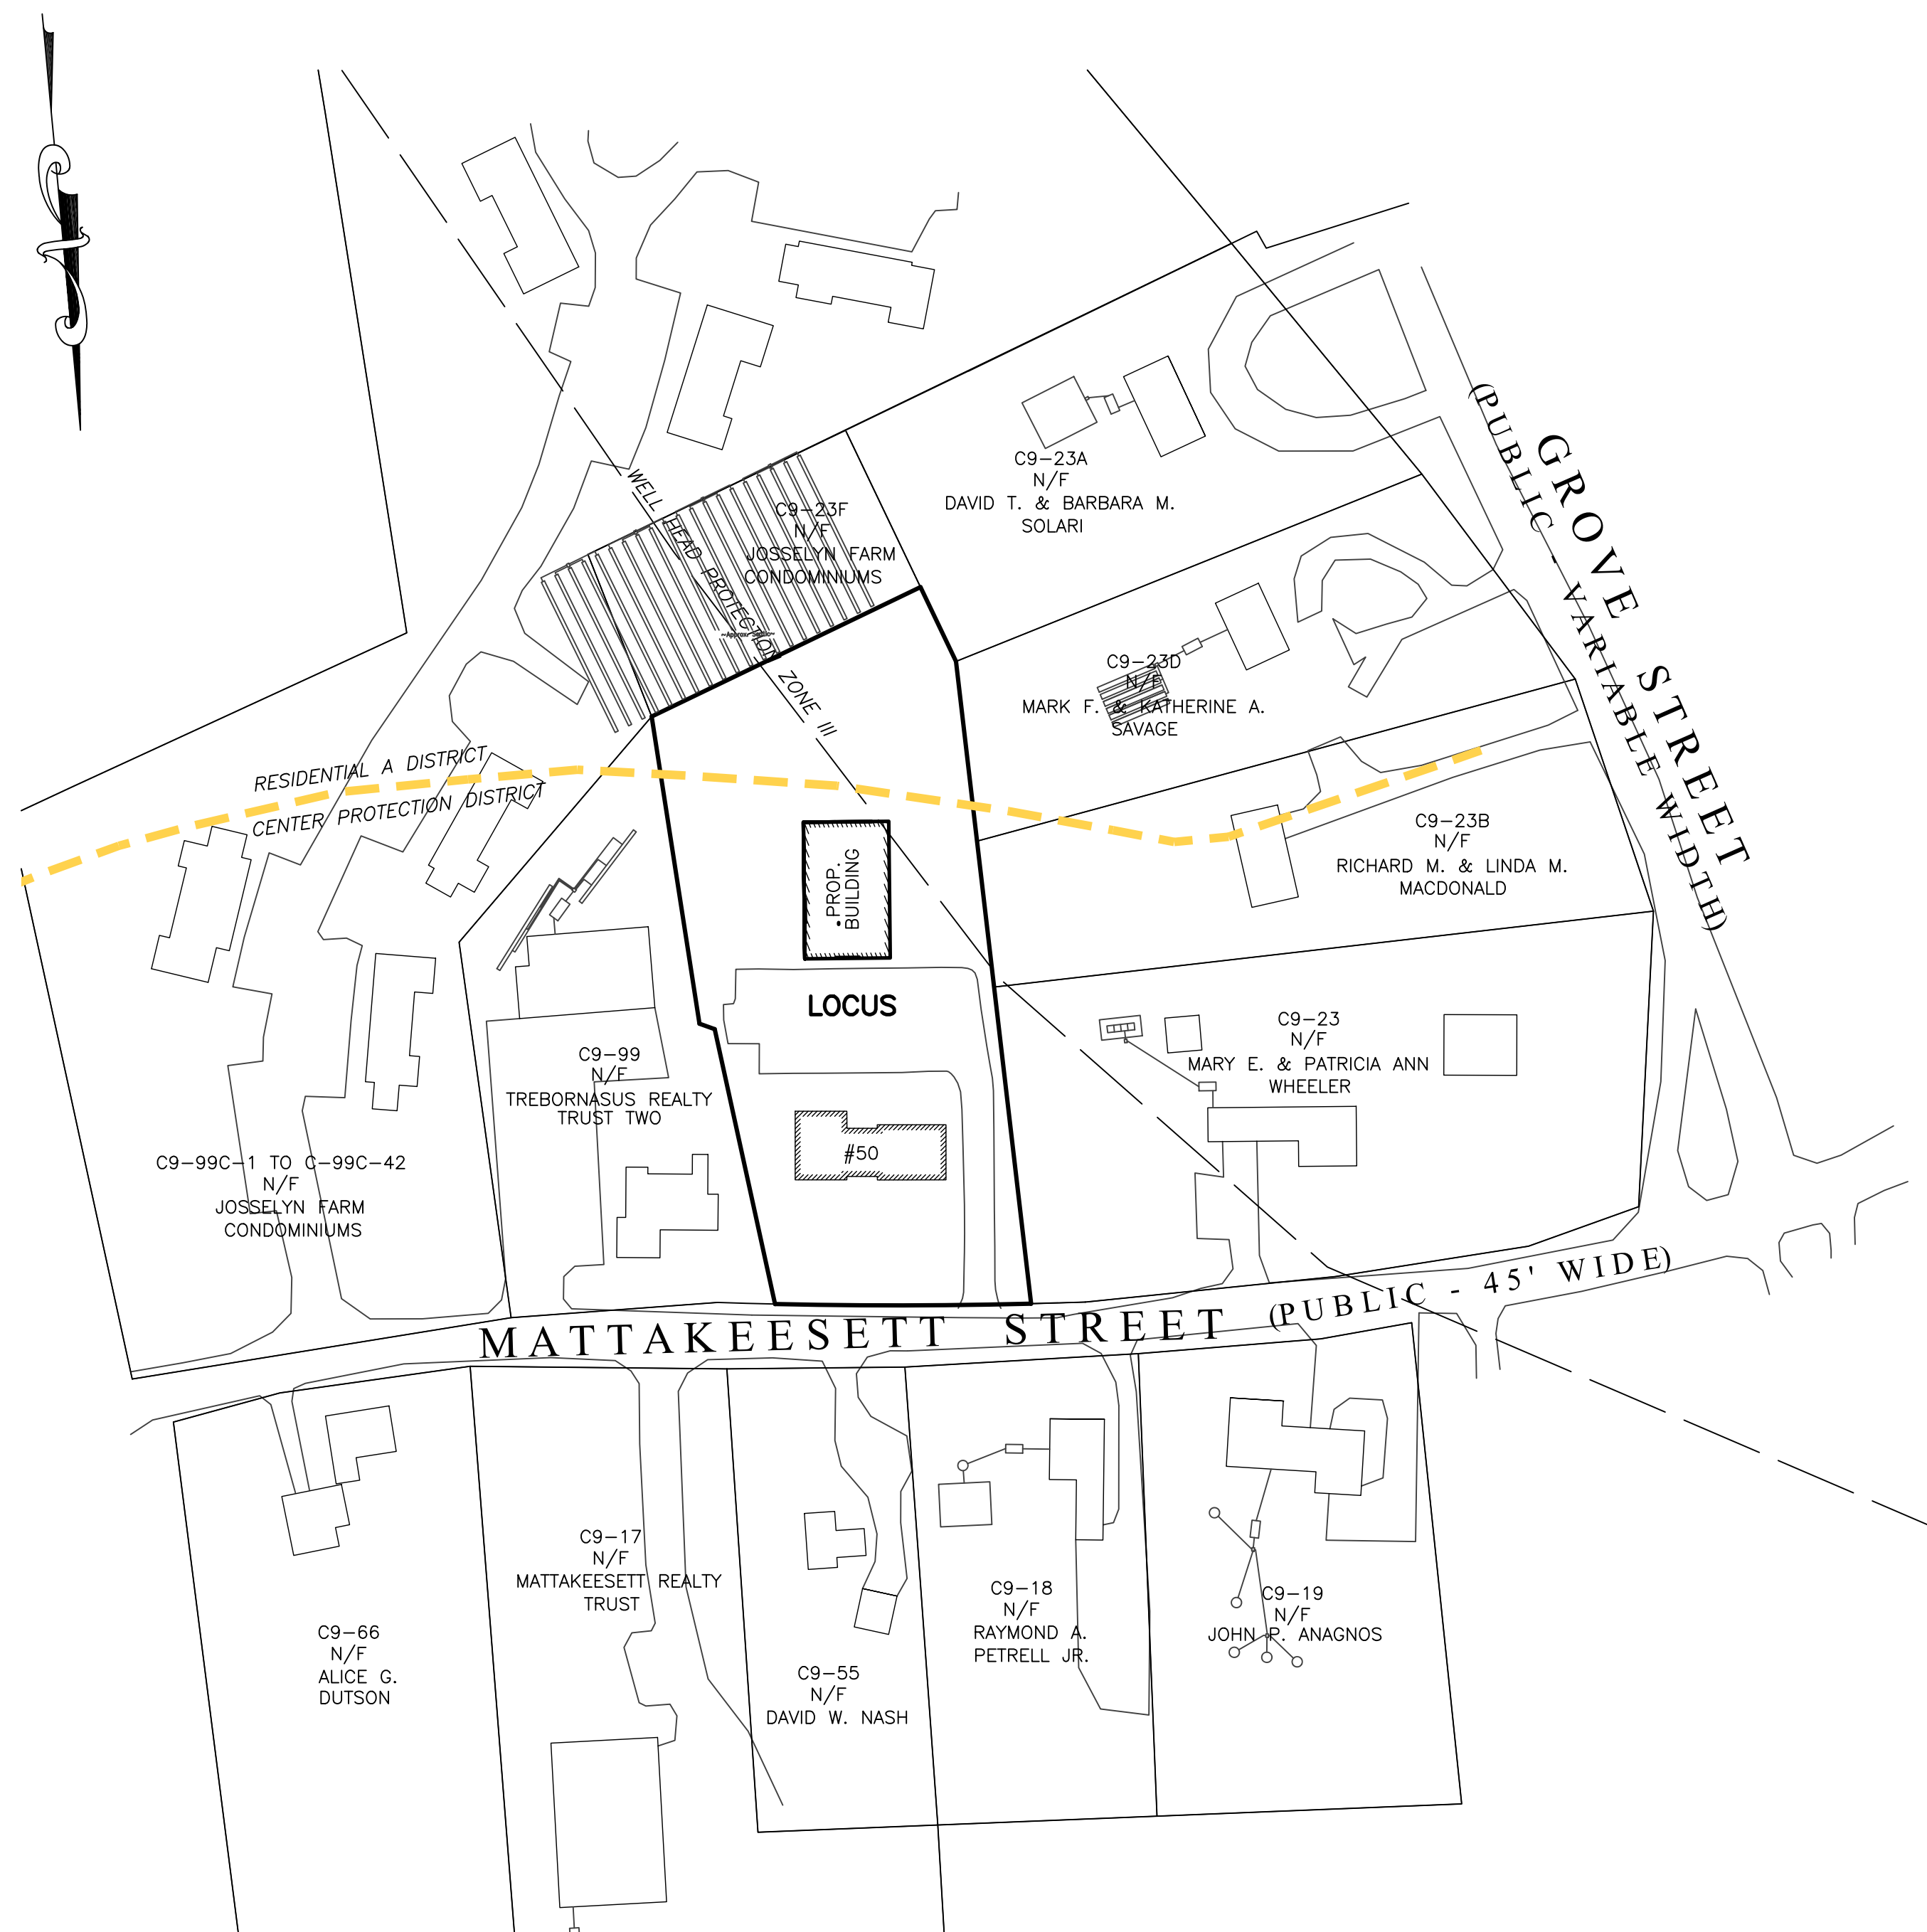 C9-23A
N/F
DAVID T. & BARBARA M.
SOLARI
GROVE STREET
(PUBLIC - VARIABLE WIDTH)
WELL HEAD PROTECTION ZONE III
C9-23F
N/F
JOSSELYN FARM
CONDOMINIUMS
~Approx. Septic~
C9-23D
N/F
MARK F. & KATHERINE A.
SAVAGE
RESIDENTIAL A DISTRICT
CENTER PROTECTION DISTRICT
C9-23B
N/F
RICHARD M. & LINDA M.
MACDONALD
PROP.
BUILDING
LOCUS
C9-23
N/F
MARY E. & PATRICIA ANN
WHEELER
C9-99
N/F
TREBORNASUS REALTY
TRUST TWO
#50
C9-99C-1 TO C-99C-42
N/F
JOSSELYN FARM
CONDOMINIUMS
MATTAKEESETT STREET (PUBLIC - 45' WIDE)
C9-17
N/F
MATTAKEESETT REALTY
TRUST
C9-18
N/F
RAYMOND A.
PETRELL JR.
C9-19
N/F
JOHN P. ANAGNOS
C9-66
N/F
ALICE G.
DUTSON
C9-55
N/F
DAVID W. NASH